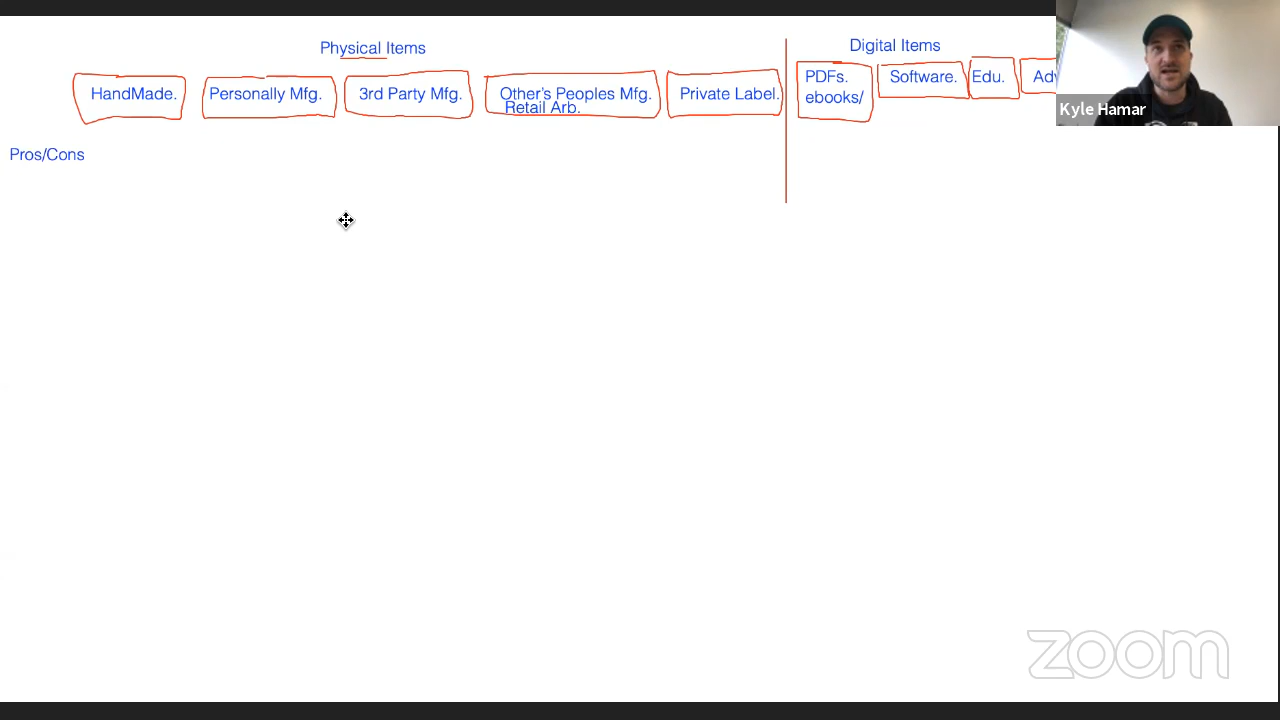 Physical Items
Digital Items
HandMade.
Personally Mfg.
3rd Party Mfg.
Other's Peoples Mfg.
Retail Arb.
Private Label.
PDFs.
ebooks/
Software.
Edu.
Kyle Hamar
Pros/Cons
zoom